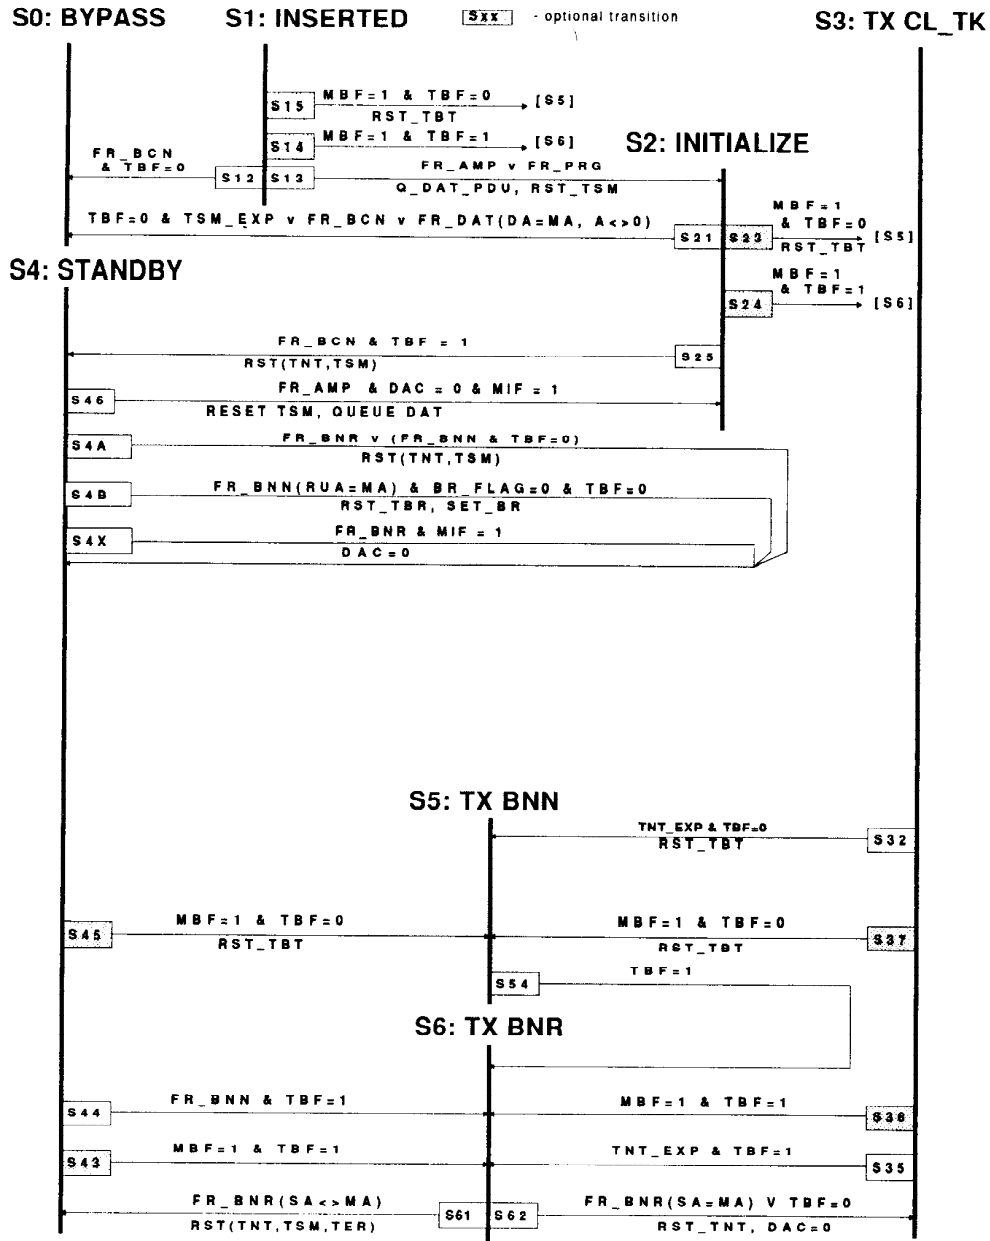 S0: BYPASS
S1: INSERTED
Sxx - optional transition
S3: TX CL_TK
S15 MBF=1 & TBF=0 [S5]
RST_TBT
S14 MBF=1 & TBF=1 [S6]
S2: INITIALIZE
FR_BCN
& TBF=0
S12 S13
FR_AMP v FR_PRG
Q_DAT_PDU, RST_TSM
TBF=0 & TSM_EXP v FR_BCN v FR_DAT(DA=MA, A<>0)
S21 S23
MBF=1
& TBF=0
RST_TBT
[S5]
S4: STANDBY
MBF=1
& TBF=1
S24 [S6]
FR_BCN & TBF = 1
RST(TNT,TSM)
S25
S46 FR_AMP & DAC = 0 & MIF = 1
RESET TSM, QUEUE DAT
S4A FR_BNR v (FR_BNN & TBF=0)
RST(TNT,TSM)
S4B FR_BNN(RUA=MA) & BR_FLAG=0 & TBF=0
RST_TBR, SET_BR
S4X FR_BNR & MIF = 1
DAC=0
S5: TX BNN
TNT_EXP & TBF=0
RST_TBT
S32
S45 MBF=1 & TBF=0
RST_TBT
MBF=1 & TBF=0
RST_TBT
S37
S54 TBF=1
S6: TX BNR
S44 FR_BNN & TBF=1
MBF=1 & TBF=1 S36
S43 MBF=1 & TBF=1
TNT_EXP & TBF=1 S35
FR_BNR(SA<>MA)
RST(TNT,TSM,TER)
S61 S62
FR_BNR(SA=MA) V TBF=0
RST_TNT, DAC=0